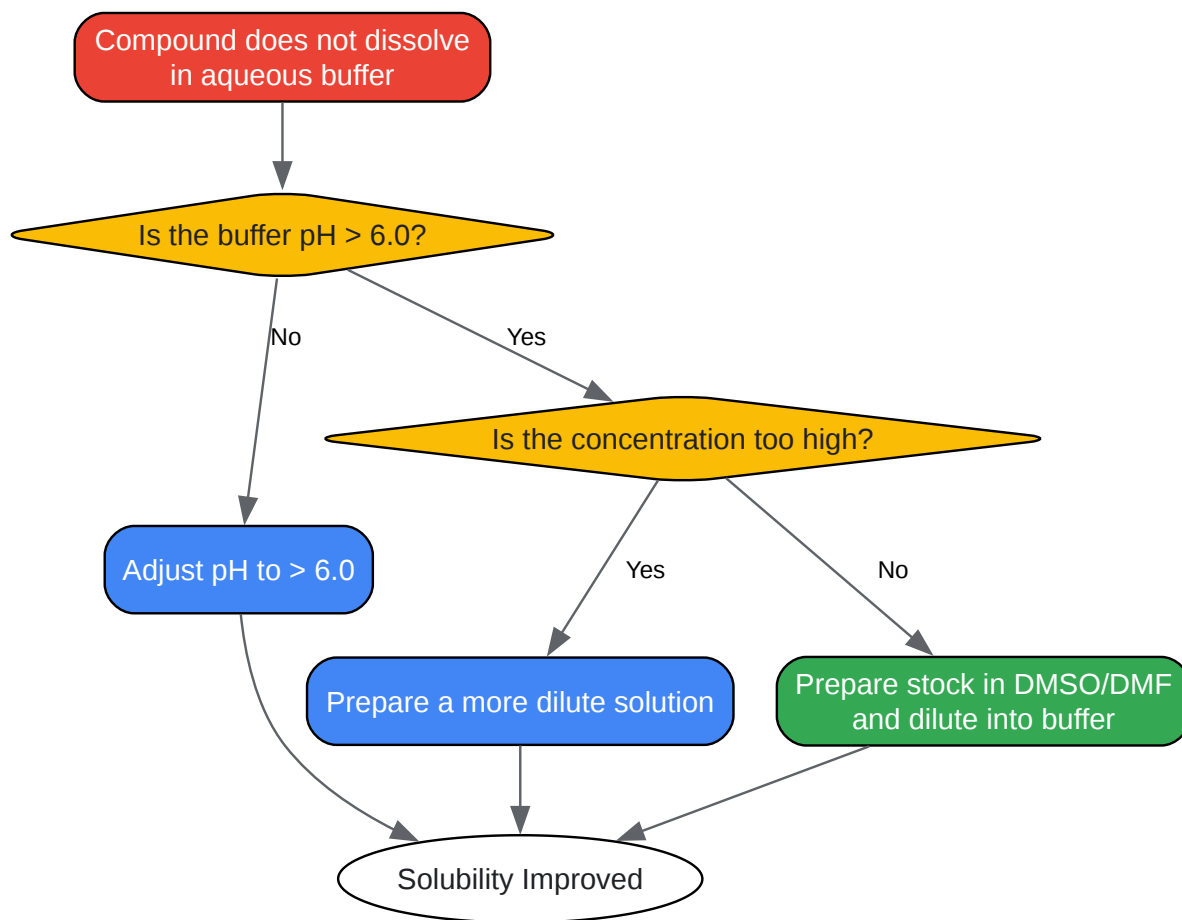 Compound does not dissolve
in aqueous buffer
Is the buffer pH > 6.0?
No
Yes
Is the concentration too high?
Adjust pH to > 6.0
Yes
No
Prepare a more dilute solution
Prepare stock in DMSO/DMF
and dilute into buffer
Solubility Improved